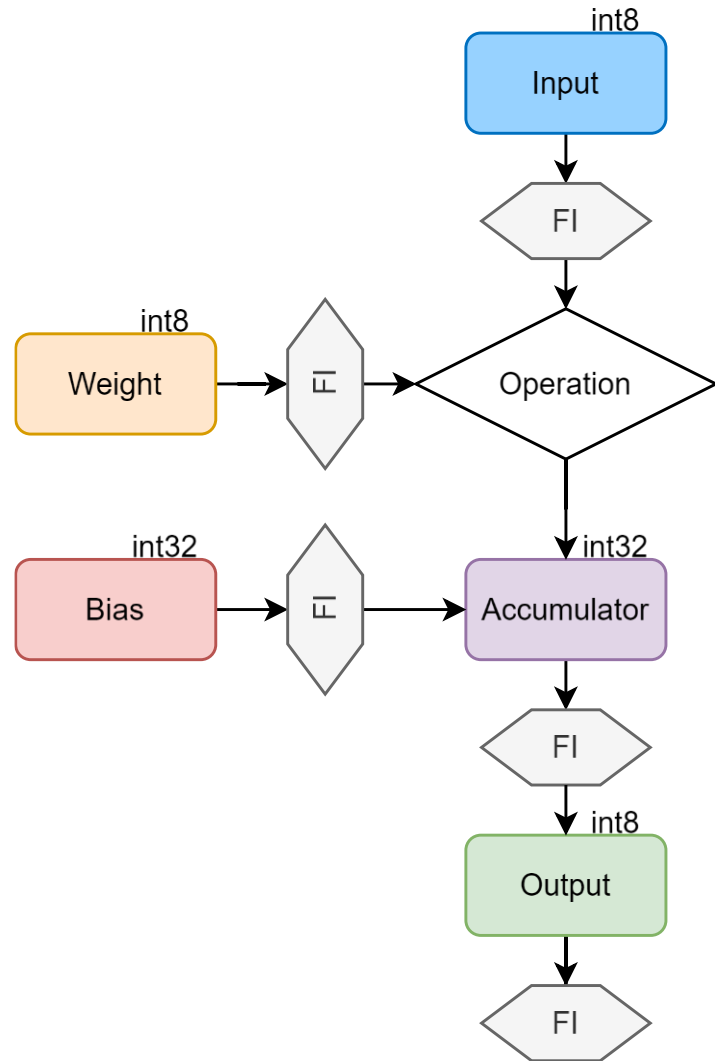 int8
Input
FI
int8
Weight
FI
Operation
int32
Bias
FI
int32
Accumulator
FI
int8
Output
FI